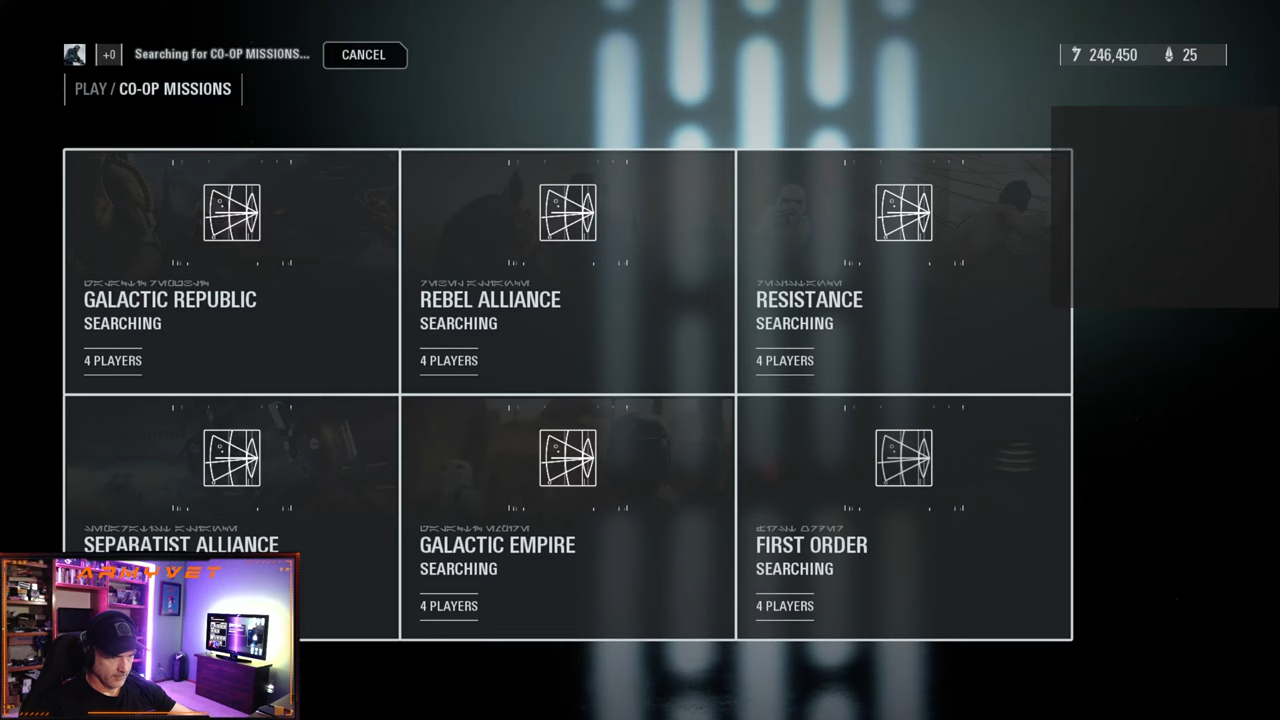 +0 Searching for CO-OP MISSIONS... CANCEL
246,450 25
PLAY / CO-OP MISSIONS
GALACTIC REPUBLIC
SEARCHING
4 PLAYERS
REBEL ALLIANCE
SEARCHING
4 PLAYERS
RESISTANCE
SEARCHING
4 PLAYERS
SEPARATIST ALLIANCE
GALACTIC EMPIRE
SEARCHING
4 PLAYERS
FIRST ORDER
SEARCHING
4 PLAYERS
ARMYVET